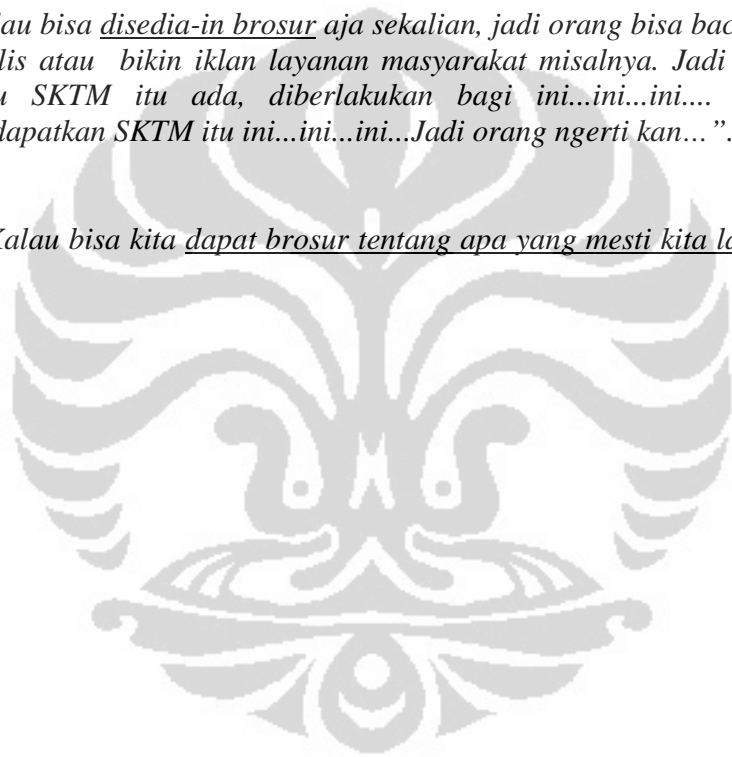 lau bisa disedia-in brosur aja sekalian, jadi orang bisa bac
lis atau bikin iklan layanan masyarakat misalnya. Jadi
u SKTM itu ada, diberlakukan bagi ini...ini...ini....
dapatkan SKTM itu ini...ini...ini...Jadi orang ngerti kan…”.
Kalau bisa kita dapat brosur tentang apa yang mesti kita la